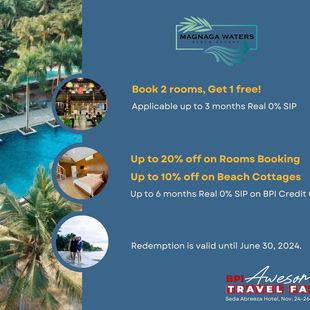 MAGNAGA WATERS
BEACH RESORT
Book 2 rooms, Get 1 free!
Applicable up to 3 months Real 0% SIP
Up to 20% off on Rooms Booking
Up to 10% off on Beach Cottages
Up to 6 months Real 0% SIP on BPI Credit
Redemption is valid until June 30, 2024.
BPI Awesom
TRAVEL FA
Seda Abreeza Hotel, Nov. 24-26